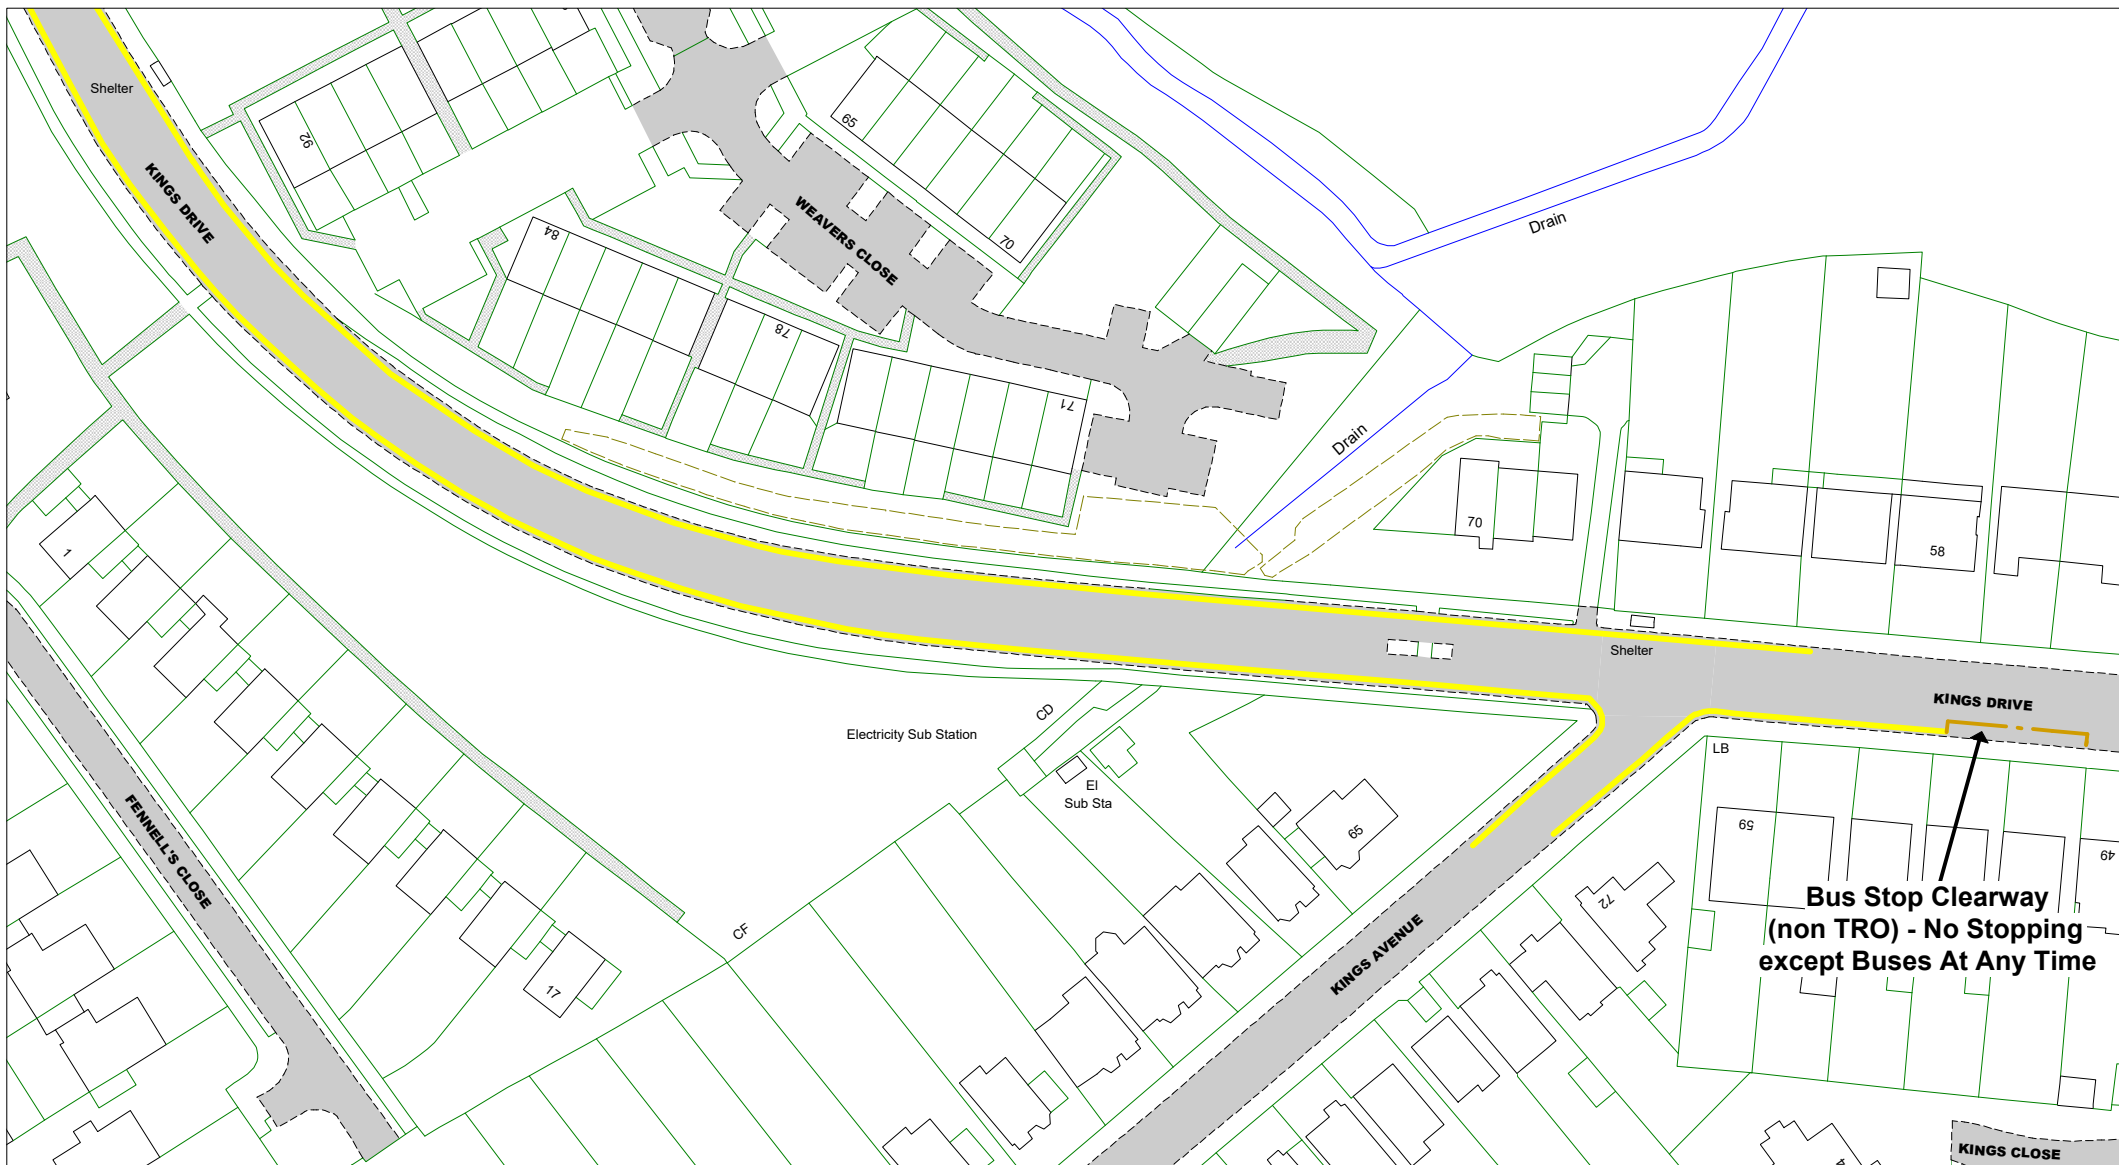 Shelter
92
KINGS DRIVE
65
70
WEAVERS CLOSE
84
78
71
Drain
Drain
70
58
1
Shelter
KINGS DRIVE
CD
Electricity Sub Station
El
Sub Sta
LB
59
49
69
72
FENNELL'S CLOSE
CF
17
KINGS AVENUE
Bus Stop Clearway
(non TRO) - No Stopping
except Buses At Any Time
KINGS CLOSE